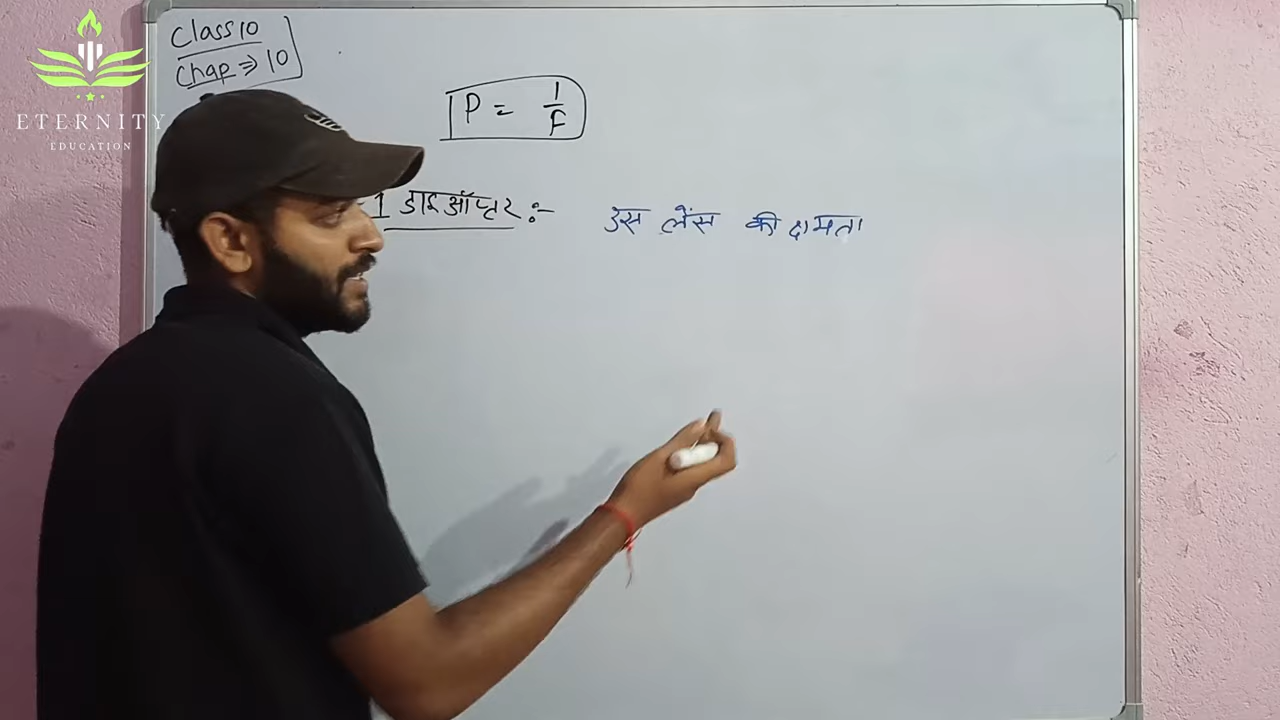 Class 10
Chap ⇒ 10
ETERNITY
EDUCATION
P = 1/F
1 डाइऑप्टर :-
उस लेंस की क्षमता